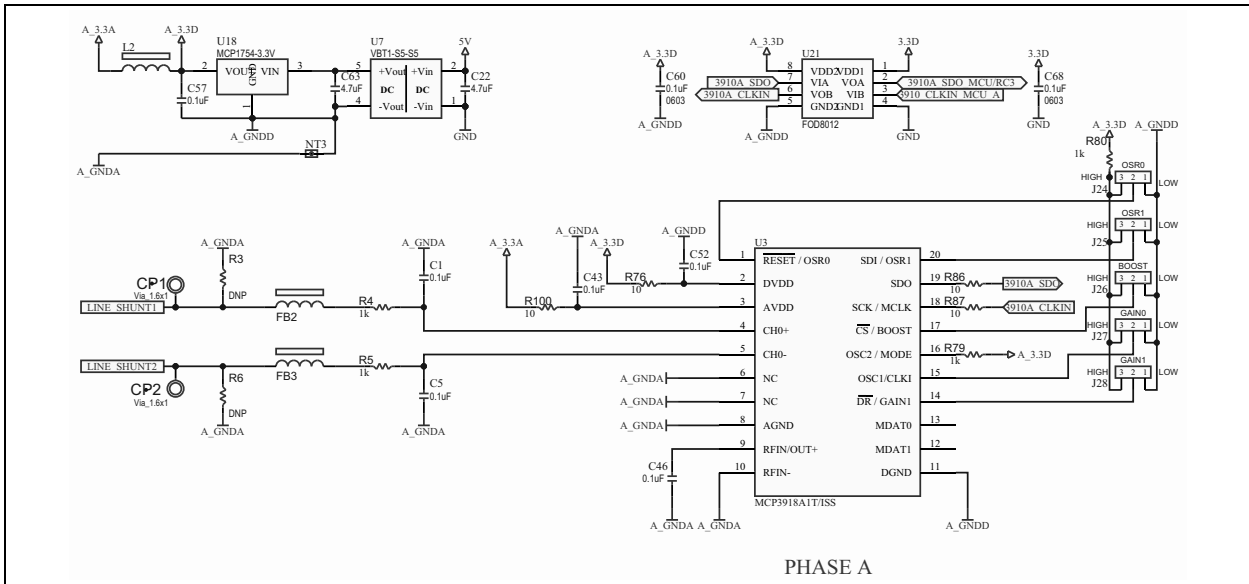 A_3.3A
A_3.3D
L2
U18
MCP1754-3.3V
2 VOUT VIN 3
GND
1
C57
0.1uF
A_GNDD
C63
4.7uF
U7
VBT1-S5-S5
5 +Vout +Vin 2
DC DC
4 -Vout -Vin 1
5V
C22
4.7uF
GND
NT3
A_GNDA
A_3.3D
C60
0.1uF
0603
A_GNDD
A_3.3D
U21
3.3D
8 VDD2 VDD1 1
3910A_SDO 7 VIA VOA 2 3910A_SDO_MCU/RC3
3910A_CLKIN 6 VOB VIB 3 3910_CLKIN_MCU_A
5 GND2 GND1 4
FOD8012
A_GNDD
GND
3.3D
C68
0.1uF
0603
GND
A_3.3D
A_GNDD
R80
1k
OSR0
HIGH 3 2 1 LOW
J24
OSR1
HIGH 3 2 1 LOW
J25
BOOST
HIGH 3 2 1 LOW
J26
GAIN0
HIGH 3 2 1 LOW
J27
GAIN1
HIGH 3 2 1 LOW
J28
A_GNDA
R3
DNP
CP1
Via_1.6x1
LINE_SHUNT1
FB2
R4
1k
A_GNDA
C1
0.1uF
LINE_SHUNT2
CP2
Via_1.6x1
R6
DNP
A_GNDA
FB3
R5
1k
C5
0.1uF
A_GNDA
A_3.3A
R100
10
A_GNDA
C43
0.1uF
A_3.3D
R76
10
A_GNDD
C52
0.1uF
U3
1 RESET / OSR0 SDI / OSR1 20
2 DVDD SDO 19 R86 10 3910A_SDO
3 AVDD SCK / MCLK 18 R87 10 3910A_CLKIN
4 CH0+ CS / BOOST 17
5 CH0- OSC2 / MODE 16 R79 1k A_3.3D
A_GNDA 6 NC OSC1/CLKI 15
A_GNDA 7 NC DR / GAIN1 14
A_GNDA 8 AGND MDAT0 13
9 RFIN/OUT+ MDAT1 12
10 RFIN- DGND 11
C46
0.1uF
MCP3918A1T/ISS
A_GNDA A_GNDA
A_GNDD
PHASE A